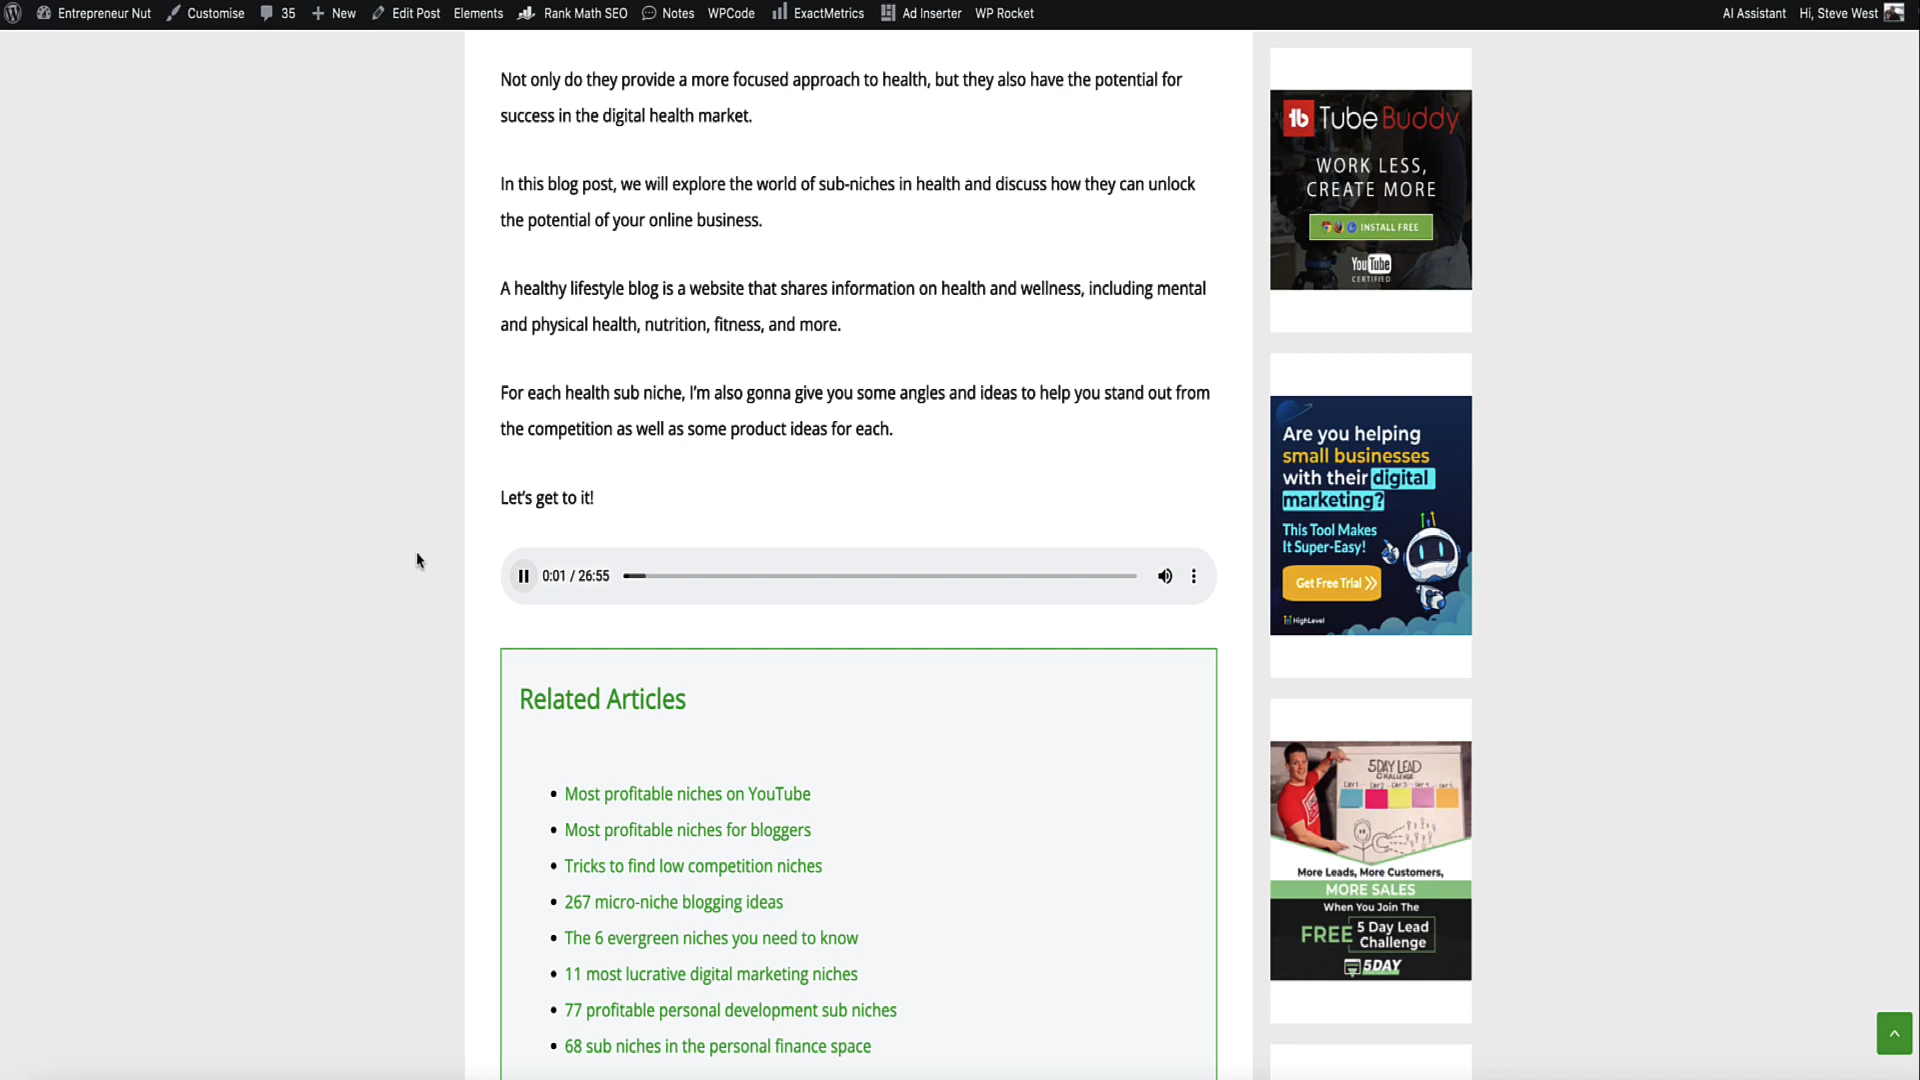 Entrepreneur Nut Customise 35 New Edit Post Elements Rank Math SEO Notes WPCode ExactMetrics Ad Inserter WP Rocket AI Assistant Hi, Steve West
Not only do they provide a more focused approach to health, but they also have the potential for
success in the digital health market.
In this blog post, we will explore the world of sub-niches in health and discuss how they can unlock
the potential of your online business.
A healthy lifestyle blog is a website that shares information on health and wellness, including mental
and physical health, nutrition, fitness, and more.
For each health sub niche, I'm also gonna give you some angles and ideas to help you stand out from
the competition as well as some product ideas for each.
Let's get to it!
0:01 / 26:55
Related Articles
Most profitable niches on YouTube
Most profitable niches for bloggers
Tricks to find low competition niches
267 micro-niche blogging ideas
The 6 evergreen niches you need to know
11 most lucrative digital marketing niches
77 profitable personal development sub niches
68 sub niches in the personal finance space
tb TubeBuddy
WORK LESS,
CREATE MORE
INSTALL FREE
YouTube
CERTIFIED
Are you helping
small businesses
with their digital
marketing?
This Tool Makes
It Super-Easy!
Get Free Trial
HighLevel
5 DAY LEAD
CHALLENGE
More Leads, More Customers,
MORE SALES
When You Join The
FREE 5 Day Lead
Challenge
5DAY